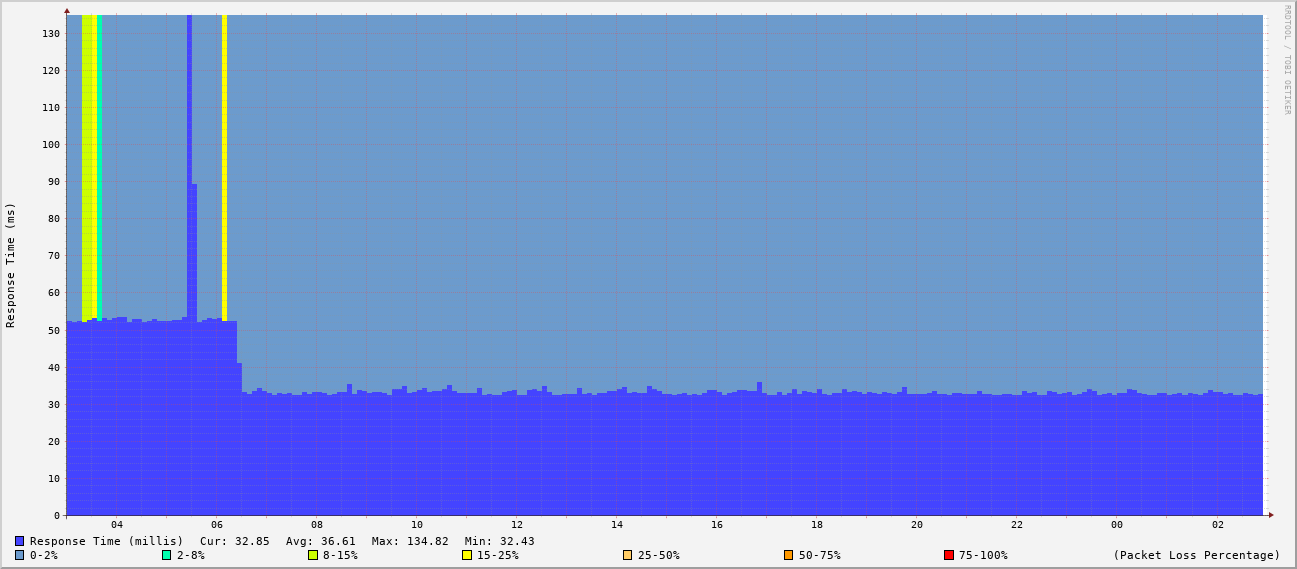 RRDTOOL / TOBI OETIKER
Response Time (ms)
130
120
110
100
90
80
70
60
50
40
30
20
10
0
04 06 08 10 12 14 16 18 20 22 00 02
Response Time (millis) Cur: 32.85 Avg: 36.61 Max: 134.82 Min: 32.43
0-2% 2-8% 8-15% 15-25% 25-50% 50-75% 75-100% (Packet Loss Percentage)